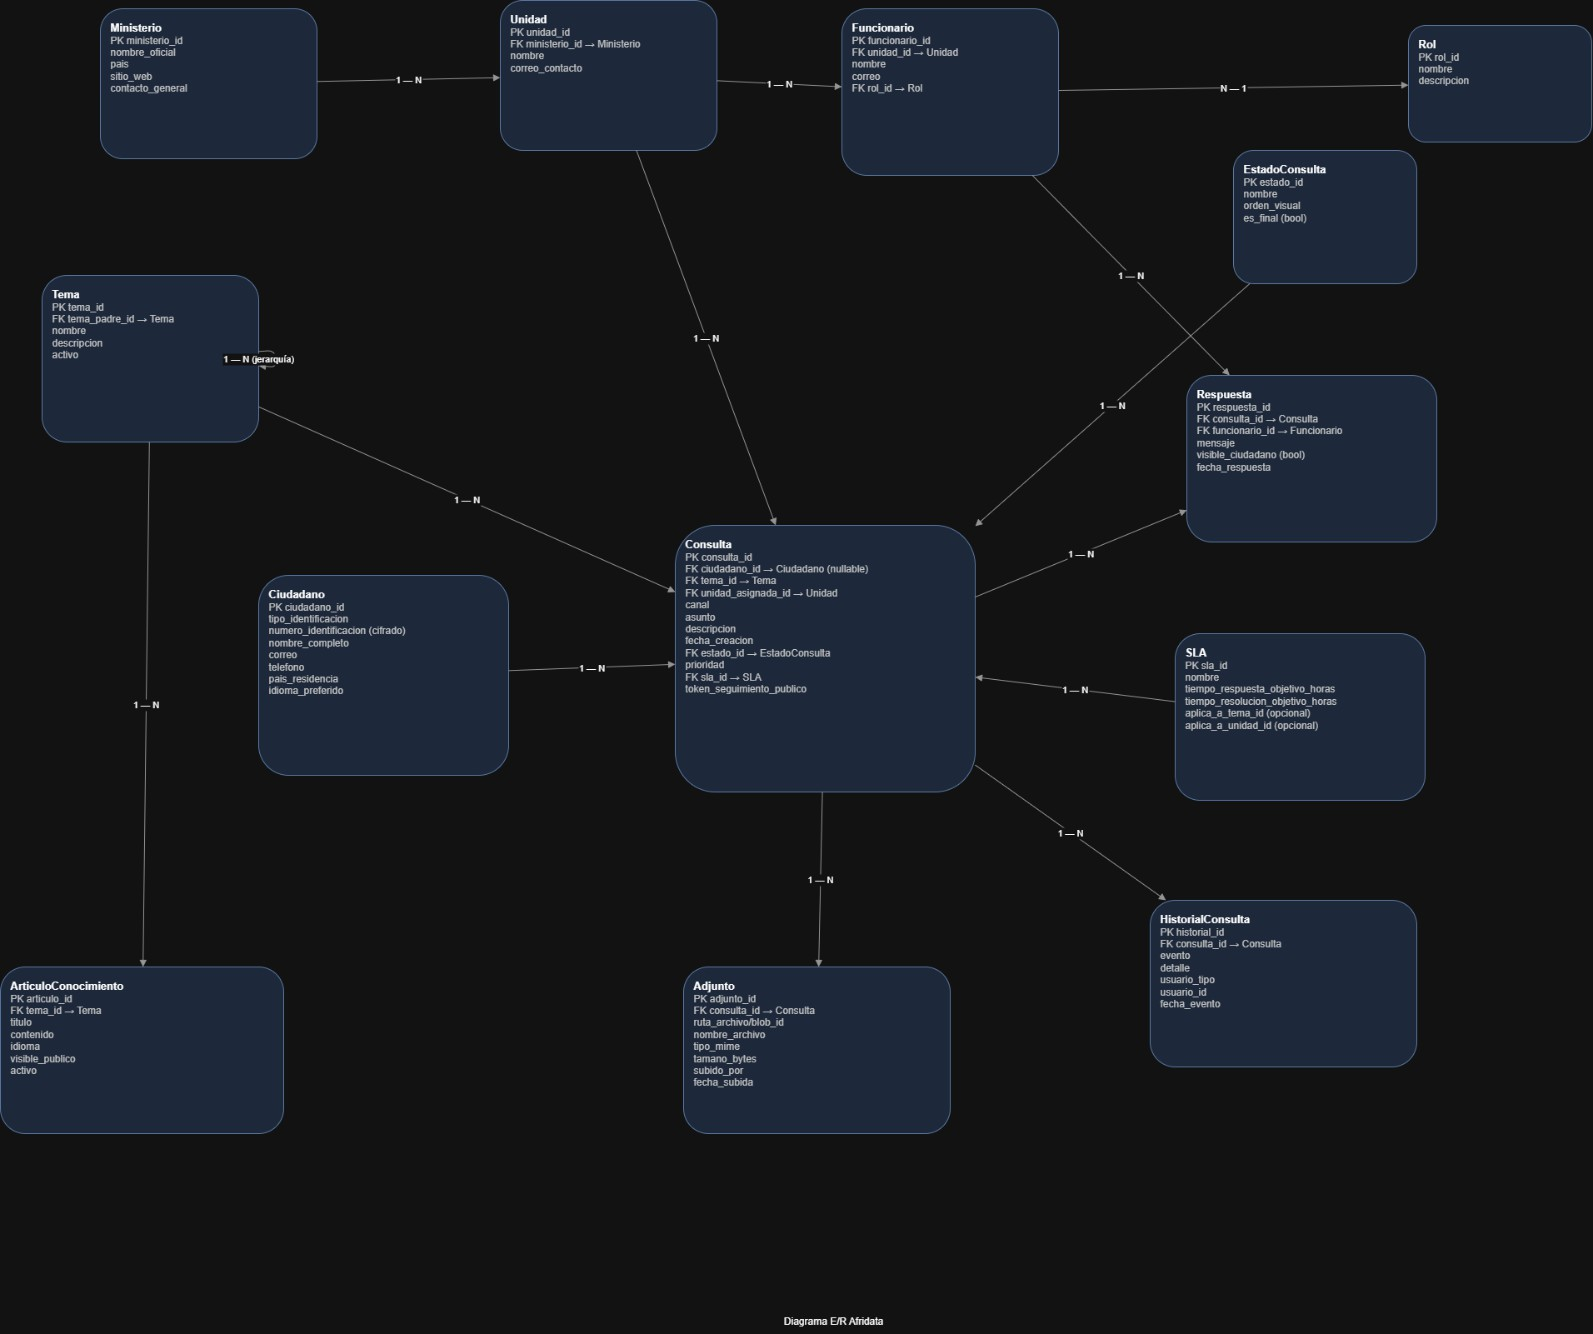 Ministerio
PK ministerio_id
nombre_oficial
pais
sitio_web
contacto_general
1 — N
Unidad
PK unidad_id
FK ministerio_id → Ministerio
nombre
correo_contacto
1 — N
Funcionario
PK funcionario_id
FK unidad_id → Unidad
nombre
correo
FK rol_id → Rol
N — 1
Rol
PK rol_id
nombre
descripcion
EstadoConsulta
PK estado_id
nombre
orden_visual
es_final (bool)
1 — N
1 — N
1 — N
Tema
PK tema_id
FK tema_padre_id → Tema
nombre
descripcion
activo
1 — N (jerarquía)
Respuesta
PK respuesta_id
FK consulta_id → Consulta
FK funcionario_id → Funcionario
mensaje
visible_ciudadano (bool)
fecha_respuesta
1 — N
1 — N
Consulta
PK consulta_id
FK ciudadano_id → Ciudadano (nullable)
FK tema_id → Tema
FK unidad_asignada_id → Unidad
canal
asunto
descripcion
fecha_creacion
FK estado_id → EstadoConsulta
prioridad
FK sla_id → SLA
token_seguimiento_publico
Ciudadano
PK ciudadano_id
tipo_identificacion
numero_identificacion (cifrado)
nombre_completo
correo
telefono
pais_residencia
idioma_preferido
1 — N
1 — N
SLA
PK sla_id
nombre
tiempo_respuesta_objetivo_horas
tiempo_resolucion_objetivo_horas
aplica_a_tema_id (opcional)
aplica_a_unidad_id (opcional)
1 — N
1 — N
1 — N
HistorialConsulta
PK historial_id
FK consulta_id → Consulta
evento
detalle
usuario_tipo
usuario_id
fecha_evento
ArticuloConocimiento
PK articulo_id
FK tema_id → Tema
titulo
contenido
idioma
visible_publico
activo
Adjunto
PK adjunto_id
FK consulta_id → Consulta
ruta_archivo/blob_id
nombre_archivo
tipo_mime
tamano_bytes
subido_por
fecha_subida
Diagrama E/R Afridata